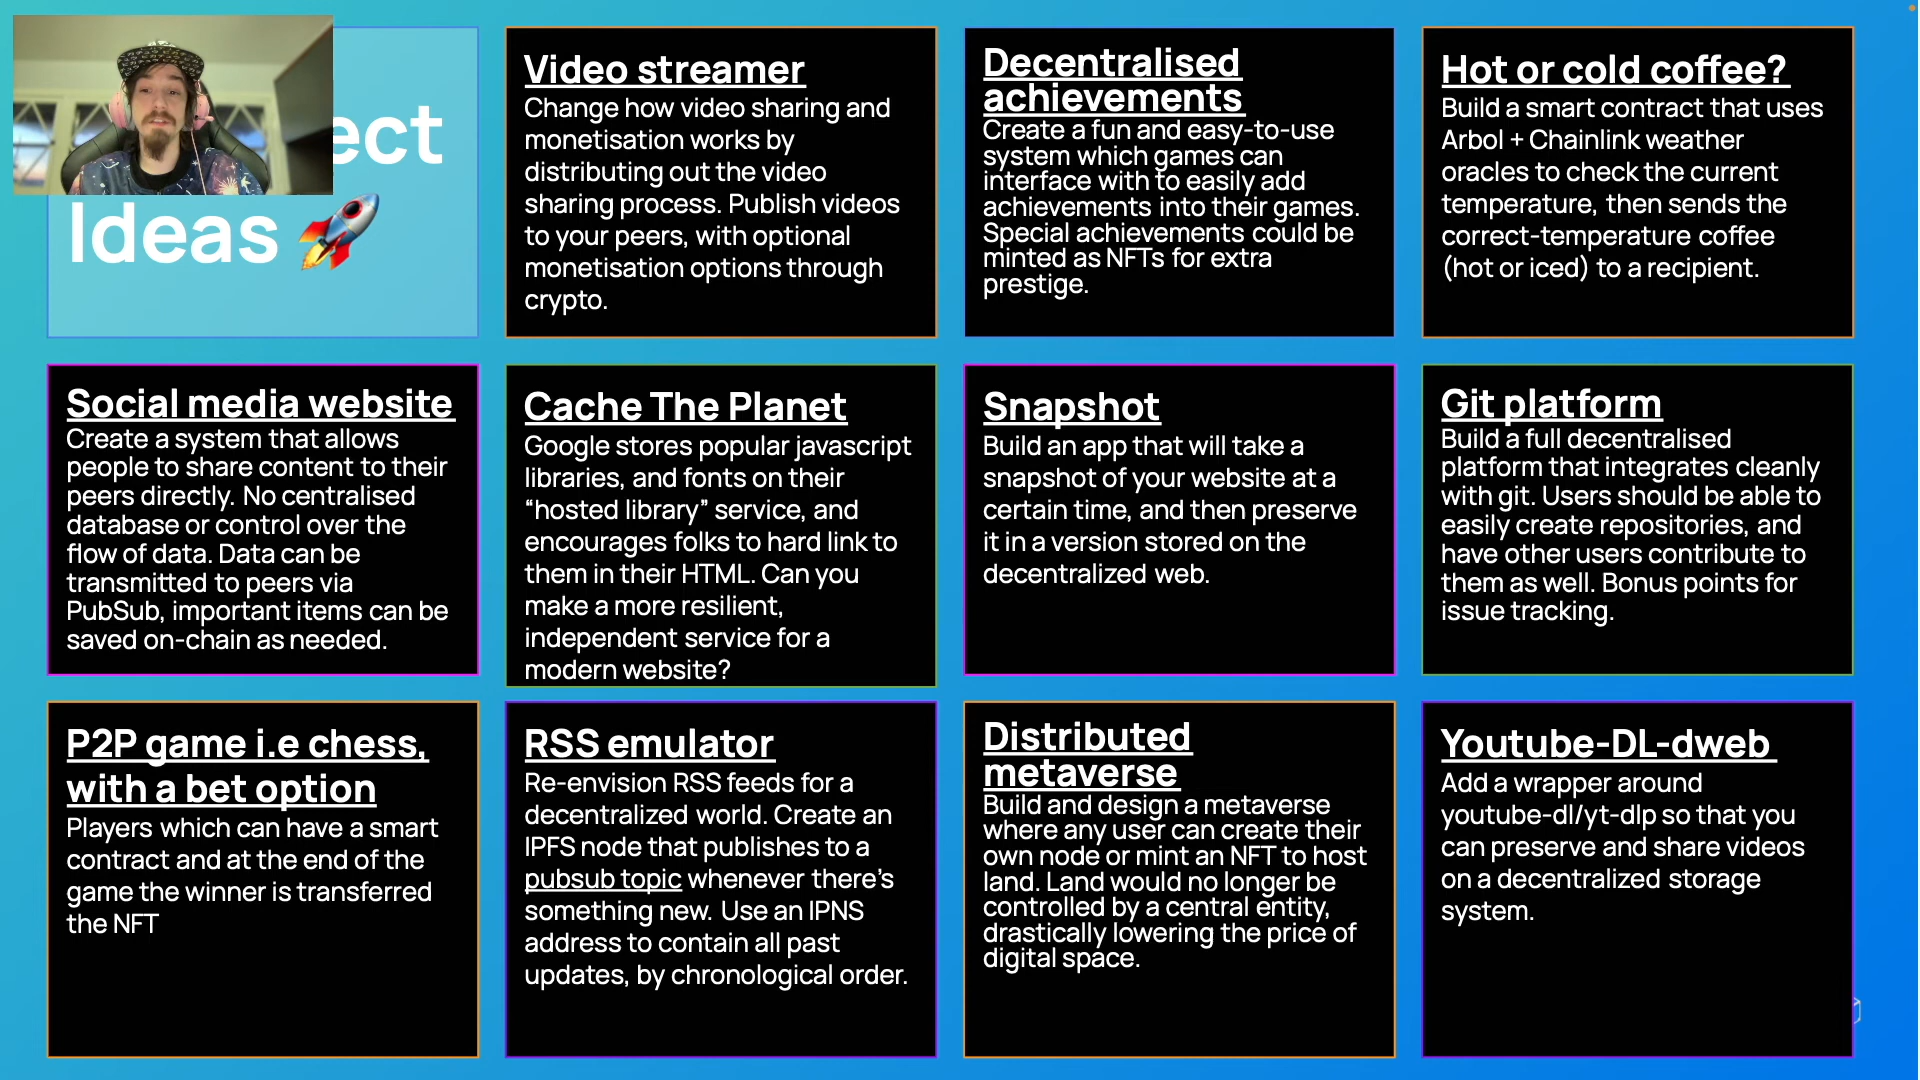 ect
Ideas
Video streamer
Change how video sharing and
monetisation works by
distributing out the video
sharing process. Publish videos
to your peers, with optional
monetisation options through
crypto.
Decentralised
achievements
Create a fun and easy-to-use
system which games can
interface with to easily add
achievements into their games.
Special achievements could be
minted as NFTs for extra
prestige.
Hot or cold coffee?
Build a smart contract that uses
Arbol + Chainlink weather
oracles to check the current
temperature, then sends the
correct-temperature coffee
(hot or iced) to a recipient.
Social media website
Create a system that allows
people to share content to their
peers directly. No centralised
database or control over the
flow of data. Data can be
transmitted to peers via
PubSub, important items can be
saved on-chain as needed.
Cache The Planet
Google stores popular javascript
libraries, and fonts on their
“hosted library” service, and
encourages folks to hard link to
them in their HTML. Can you
make a more resilient,
independent service for a
modern website?
Snapshot
Build an app that will take a
snapshot of your website at a
certain time, and then preserve
it in a version stored on the
decentralized web.
Git platform
Build a full decentralised
platform that integrates cleanly
with git. Users should be able to
easily create repositories, and
have other users contribute to
them as well. Bonus points for
issue tracking.
P2P game i.e chess,
with a bet option
Players which can have a smart
contract and at the end of the
game the winner is transferred
the NFT
RSS emulator
Re-envision RSS feeds for a
decentralized world. Create an
IPFS node that publishes to a
pubsub topic whenever there’s
something new. Use an IPNS
address to contain all past
updates, by chronological order.
Distributed
metaverse
Build and design a metaverse
where any user can create their
own node or mint an NFT to host
land. Land would no longer be
controlled by a central entity,
drastically lowering the price of
digital space.
Youtube-DL-dweb
Add a wrapper around
youtube-dl/yt-dlp so that you
can preserve and share videos
on a decentralized storage
system.